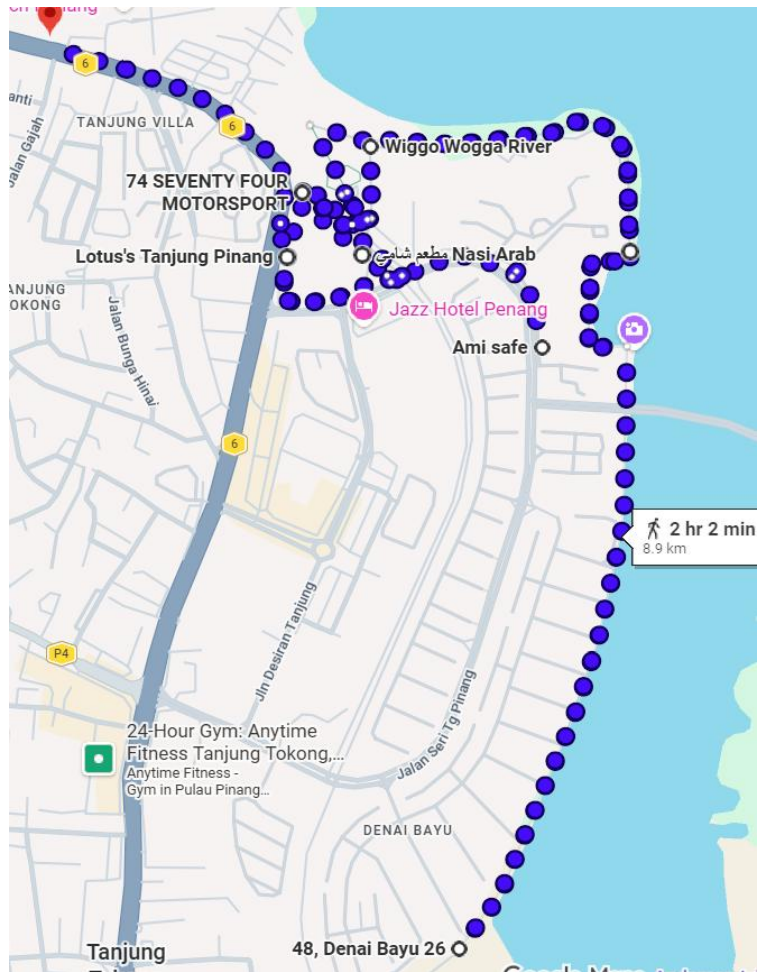 6
TANJUNG VILLA
6
Jalan Gajah
Wiggo Wogga River
74 SEVENTY FOUR
MOTORSPORT
Lotus's Tanjung Pinang
مطعم شامي Nasi Arab
TOKONG
Jalan Bunga Hinai
Jazz Hotel Penang
Ami safe
6
2 hr 2 min
8.9 km
Jln Desiran Tanjung
P4
24-Hour Gym: Anytime
Fitness Tanjung Tokong,...
Anytime Fitness -
Gym in Pulau Pinang...
Jalan Seri Tg Pinang
DENAI BAYU
48, Denai Bayu 26
Tanjung